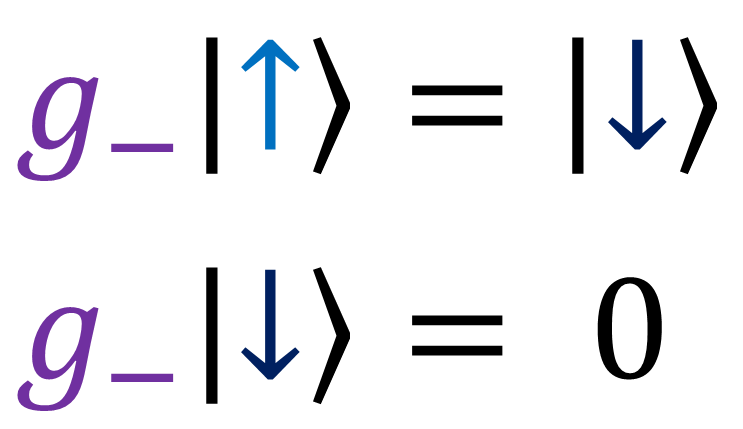 g₋|↑⟩ = |↓⟩
g₋|↓⟩ = 0